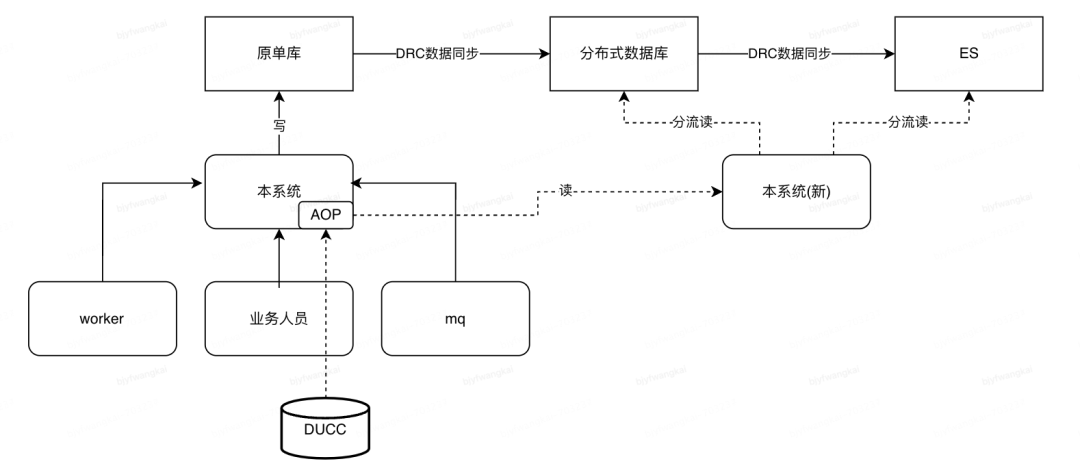 原单库
DRC数据同步
分布式数据库
DRC数据同步
ES
写
分流读
分流读
本系统
AOP
读
本系统(新)
worker
业务人员
mq
DUCC